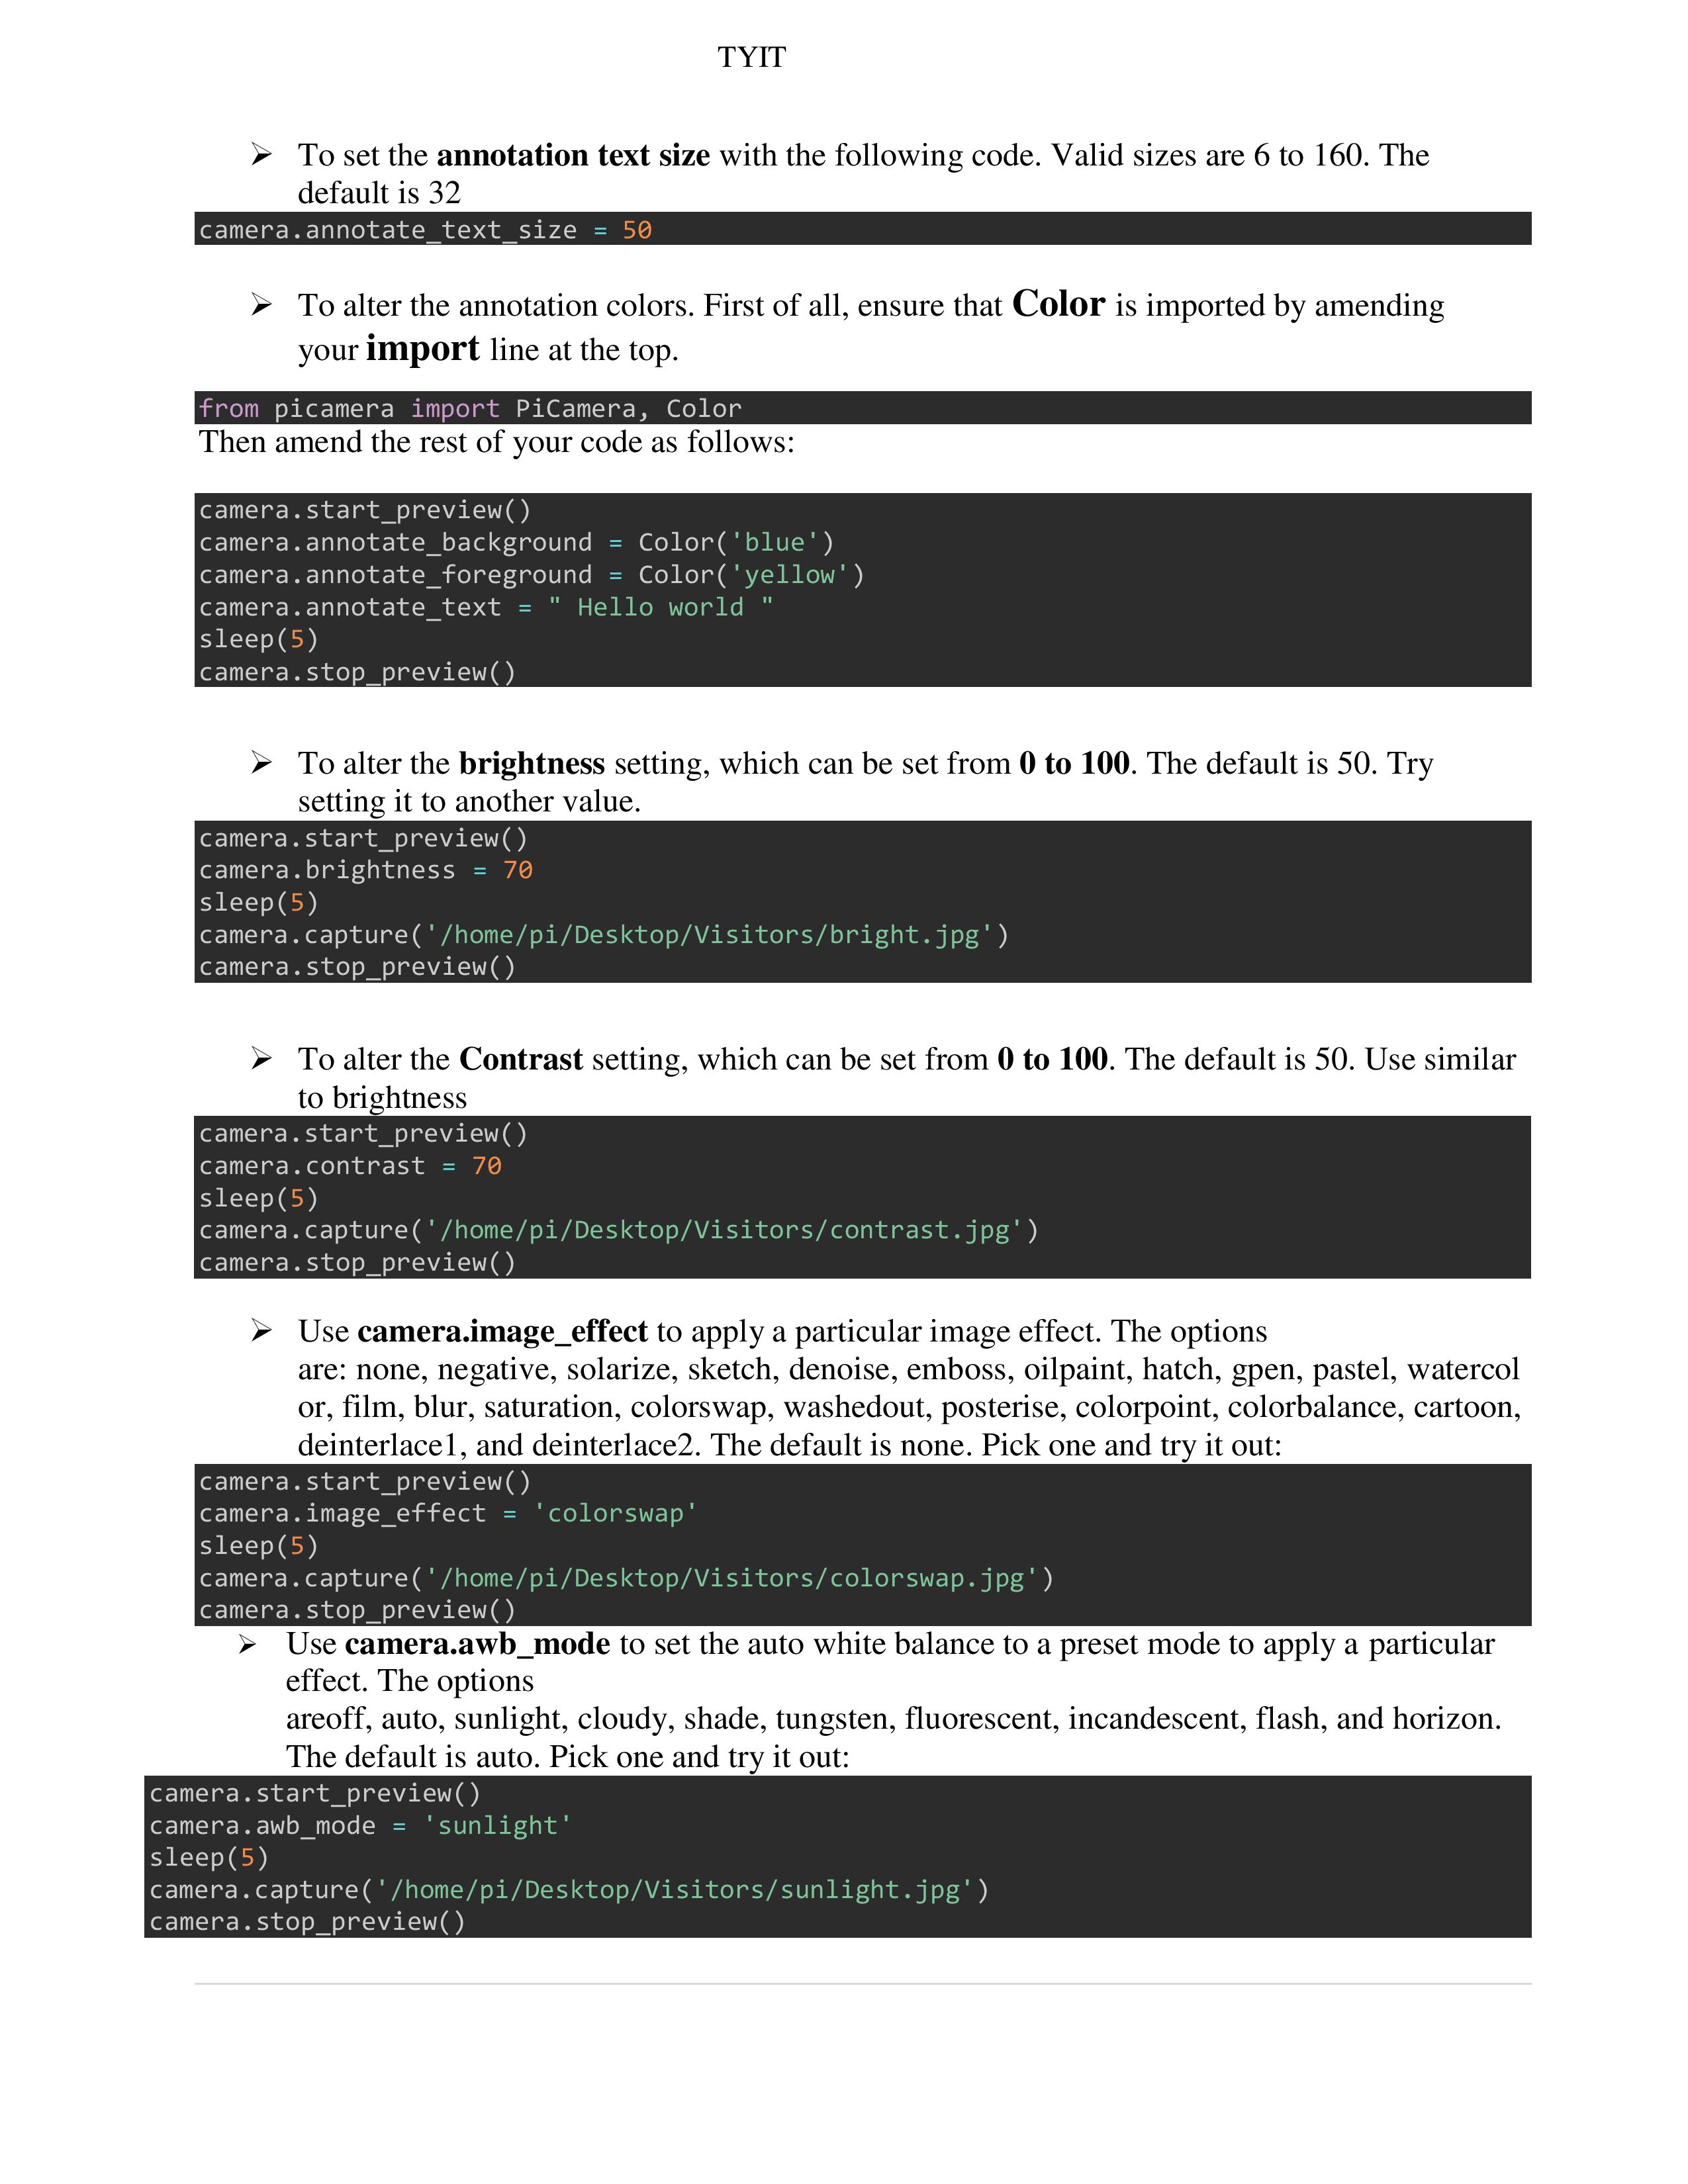 TYIT
➢ To set the annotation text size with the following code. Valid sizes are 6 to 160. The
default is 32
camera.annotate_text_size = 50
➢ To alter the annotation colors. First of all, ensure that Color is imported by amending
your import line at the top.
from picamera import PiCamera, Color
Then amend the rest of your code as follows:
camera.start_preview()
camera.annotate_background = Color('blue')
camera.annotate_foreground = Color('yellow')
camera.annotate_text = " Hello world "
sleep(5)
camera.stop_preview()
➢ To alter the brightness setting, which can be set from 0 to 100. The default is 50. Try
setting it to another value.
camera.start_preview()
camera.brightness = 70
sleep(5)
camera.capture('/home/pi/Desktop/Visitors/bright.jpg')
camera.stop_preview()
➢ To alter the Contrast setting, which can be set from 0 to 100. The default is 50. Use similar
to brightness
camera.start_preview()
camera.contrast = 70
sleep(5)
camera.capture('/home/pi/Desktop/Visitors/contrast.jpg')
camera.stop_preview()
➢ Use camera.image_effect to apply a particular image effect. The options
are: none, negative, solarize, sketch, denoise, emboss, oilpaint, hatch, gpen, pastel, watercol
or, film, blur, saturation, colorswap, washedout, posterise, colorpoint, colorbalance, cartoon,
deinterlace1, and deinterlace2. The default is none. Pick one and try it out:
camera.start_preview()
camera.image_effect = 'colorswap'
sleep(5)
camera.capture('/home/pi/Desktop/Visitors/colorswap.jpg')
camera.stop_preview()
➢ Use camera.awb_mode to set the auto white balance to a preset mode to apply a particular
effect. The options
areoff, auto, sunlight, cloudy, shade, tungsten, fluorescent, incandescent, flash, and horizon.
The default is auto. Pick one and try it out:
camera.start_preview()
camera.awb_mode = 'sunlight'
sleep(5)
camera.capture('/home/pi/Desktop/Visitors/sunlight.jpg')
camera.stop_preview()